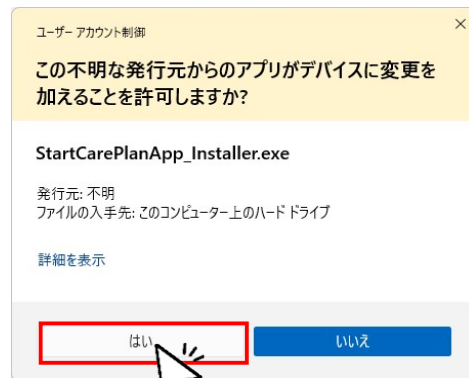 ユーザー アカウント制御
この不明な発行元からのアプリがデバイスに変更を
加えることを許可しますか?
StartCarePlanApp_Installer.exe
発行元: 不明
ファイルの入手先: このコンピューター上のハード ドライブ
詳細を表示
はい
いいえ